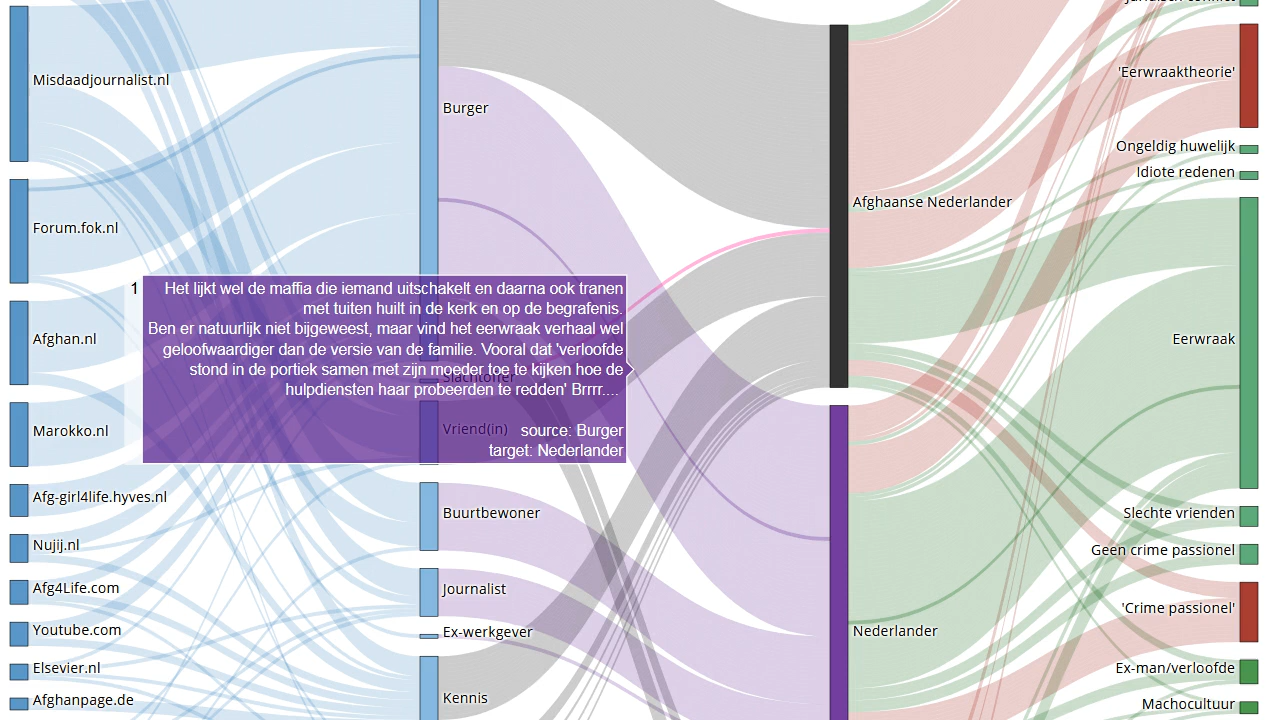 Misdaadjournalist.nl
Forum.fok.nl
Afghan.nl
Marokko.nl
Afg-girl4life.hyves.nl
Nujij.nl
Afg4Life.com
Youtube.com
Elsevier.nl
Afghanpage.de
Burger
1
Het lijkt wel de maffia die iemand uitschakelt en daarna ook tranen
met tuiten huilt in de kerk en op de begrafenis.
Ben er natuurlijk niet bijgeweest, maar vind het eerwraak verhaal wel
geloofwaardiger dan de versie van de familie. Vooral dat 'verloofde
stond in de portiek samen met zijn moeder toe te kijken hoe de
hulpdiensten haar probeerden te redden' Brrrr....
source: Burger
target: Nederlander
Slachtoffer
Vriend(in)
Buurtbewoner
Journalist
Ex-werkgever
Kennis
Afghaanse Nederlander
Nederlander
'Eerwraaktheorie'
Ongeldig huwelijk
Idiote redenen
Eerwraak
Slechte vrienden
Geen crime passionel
'Crime passionel'
Ex-man/verloofde
Machocultuur